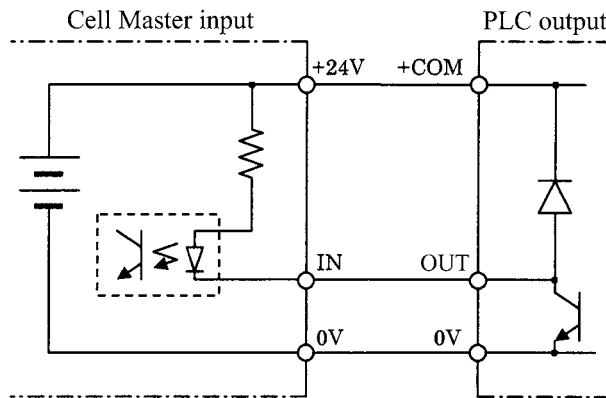 Cell Master input
PLC output
+24V
+COM
IN
OUT
0V
0V